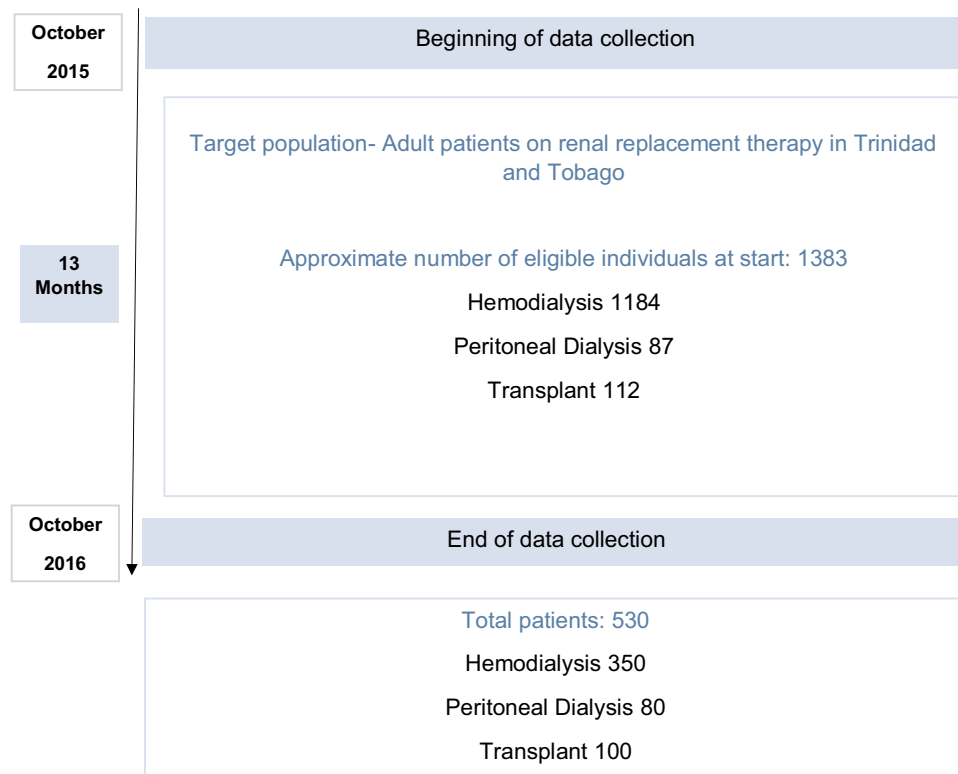 October
2015
Beginning of data collection
Target population- Adult patients on renal replacement therapy in Trinidad
and Tobago
13
Months
Approximate number of eligible individuals at start: 1383
Hemodialysis 1184
Peritoneal Dialysis 87
Transplant 112
October
2016
End of data collection
Total patients: 530
Hemodialysis 350
Peritoneal Dialysis 80
Transplant 100